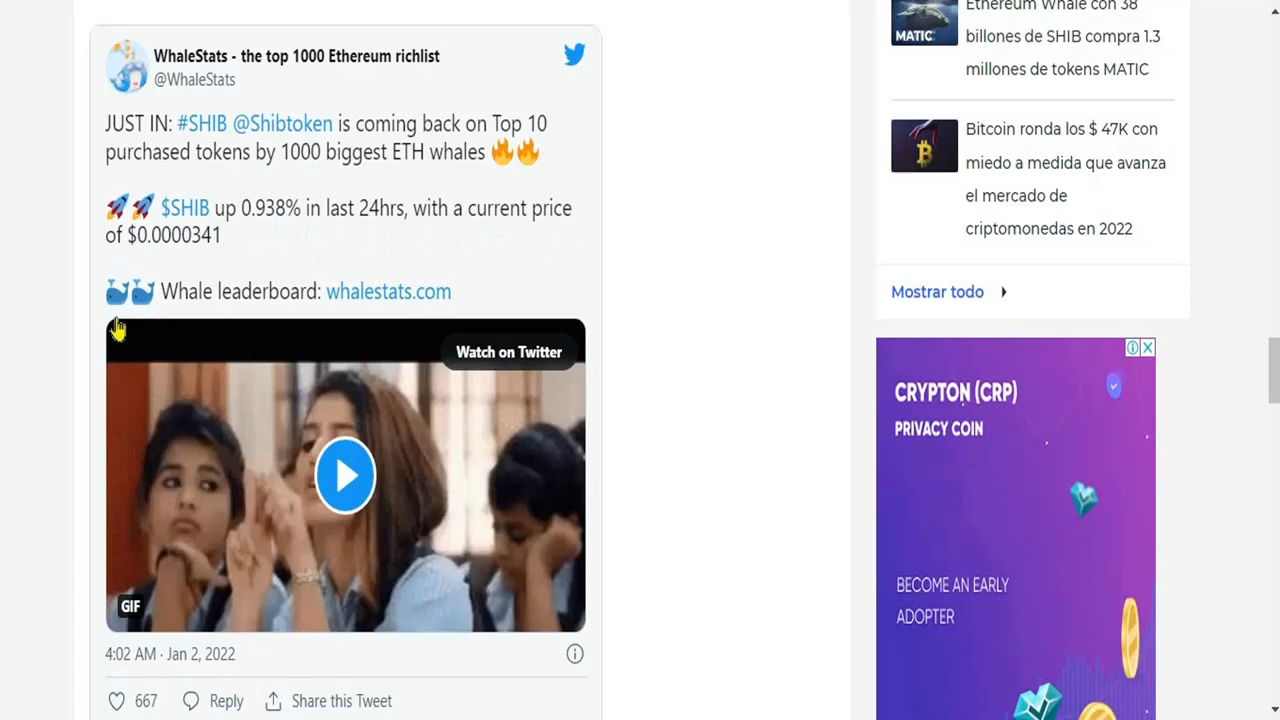 WhaleStats - the top 1000 Ethereum richlist
@WhaleStats
JUST IN: #SHIB @Shibtoken is coming back on Top 10
purchased tokens by 1000 biggest ETH whales 🔥🔥
🚀🚀 $SHIB up 0.938% in last 24hrs, with a current price
of $0.0000341
🐳🐳 Whale leaderboard: whalestats.com
Watch on Twitter
GIF
4:02 AM · Jan 2, 2022
667 Reply Share this Tweet
Ethereum Whale con 38
billones de SHIB compra 1.3
millones de tokens MATIC
MATIC
Bitcoin ronda los $ 47K con
miedo a medida que avanza
el mercado de
criptomonedas en 2022
Mostrar todo
CRYPTON (CRP)
PRIVACY COIN
BECOME AN EARLY
ADOPTER